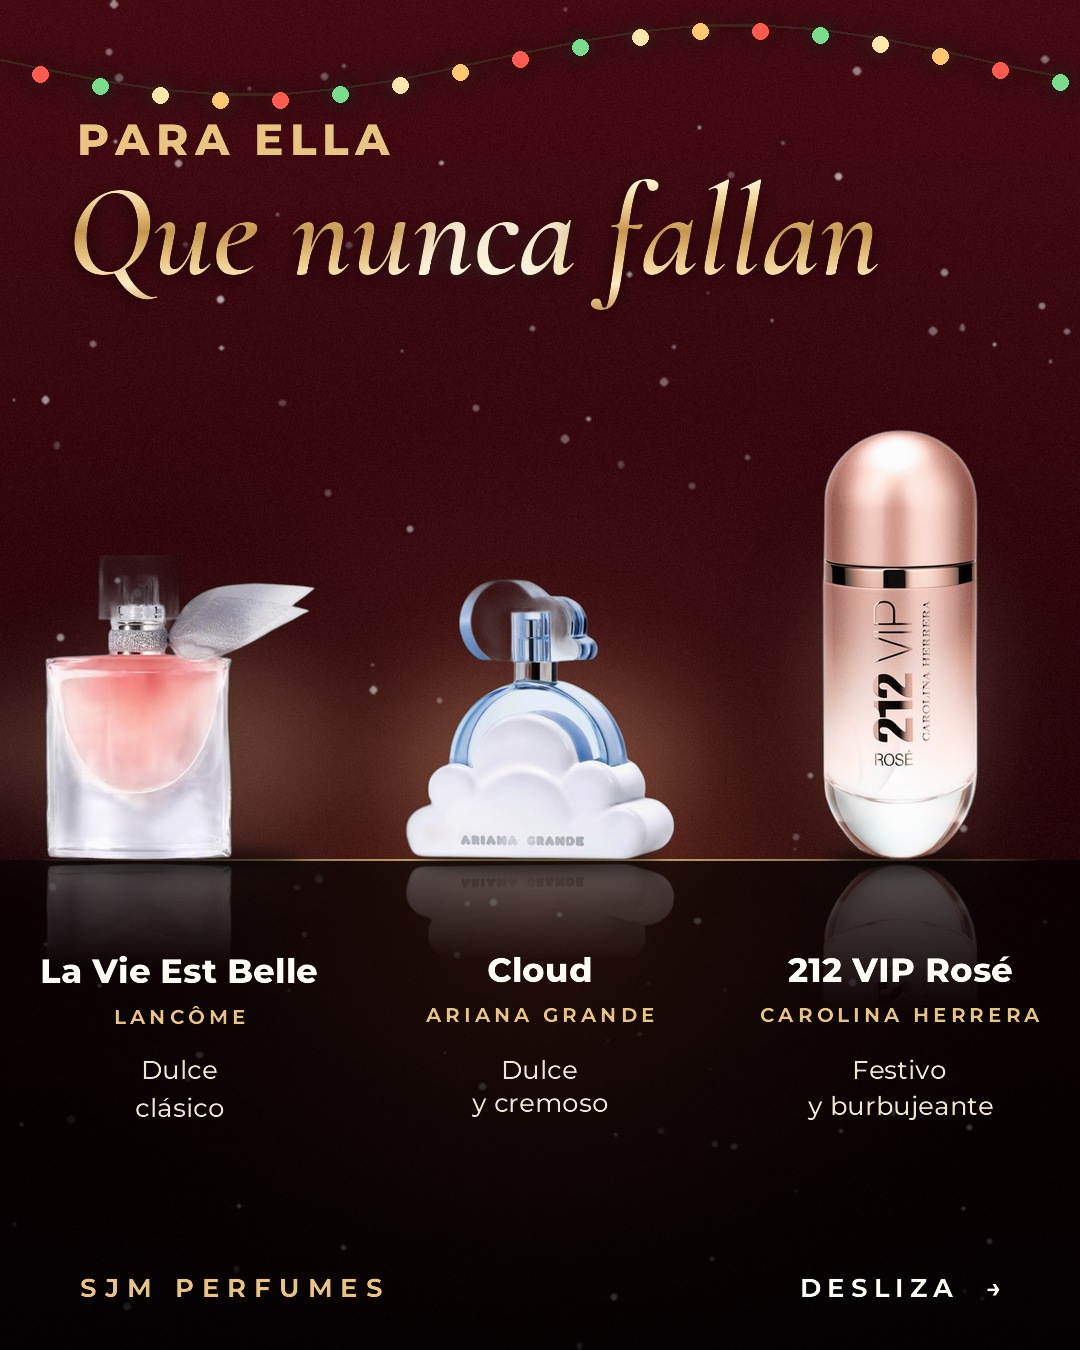 PARA ELLA
Que nunca fallan
212 VIP
ROSÉ
CAROLINA HERRERA
ARIANA GRANDE
La Vie Est Belle
LANCÔME
Dulce
clásico
Cloud
ARIANA GRANDE
Dulce
y cremoso
212 VIP Rosé
CAROLINA HERRERA
Festivo
y burbujeante
SJM PERFUMES
DESLIZA →